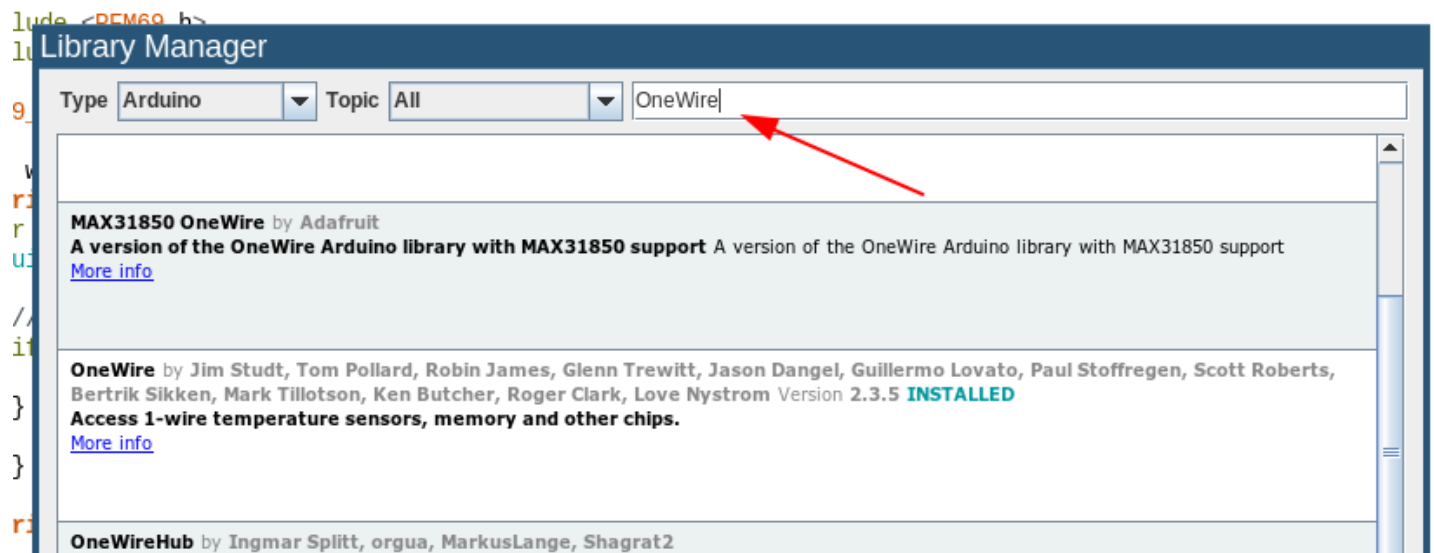 lude <RFM69.h>
Library Manager
Type Arduino Topic All OneWire
MAX31850 OneWire by Adafruit
A version of the OneWire Arduino library with MAX31850 support A version of the OneWire Arduino library with MAX31850 support
More info
OneWire by Jim Studt, Tom Pollard, Robin James, Glenn Trewitt, Jason Dangel, Guillermo Lovato, Paul Stoffregen, Scott Roberts,
Bertrik Sikken, Mark Tillotson, Ken Butcher, Roger Clark, Love Nystrom Version 2.3.5 INSTALLED
Access 1-wire temperature sensors, memory and other chips.
More info
OneWireHub by Ingmar Splitt, orgua, MarkusLange, Shagrat2